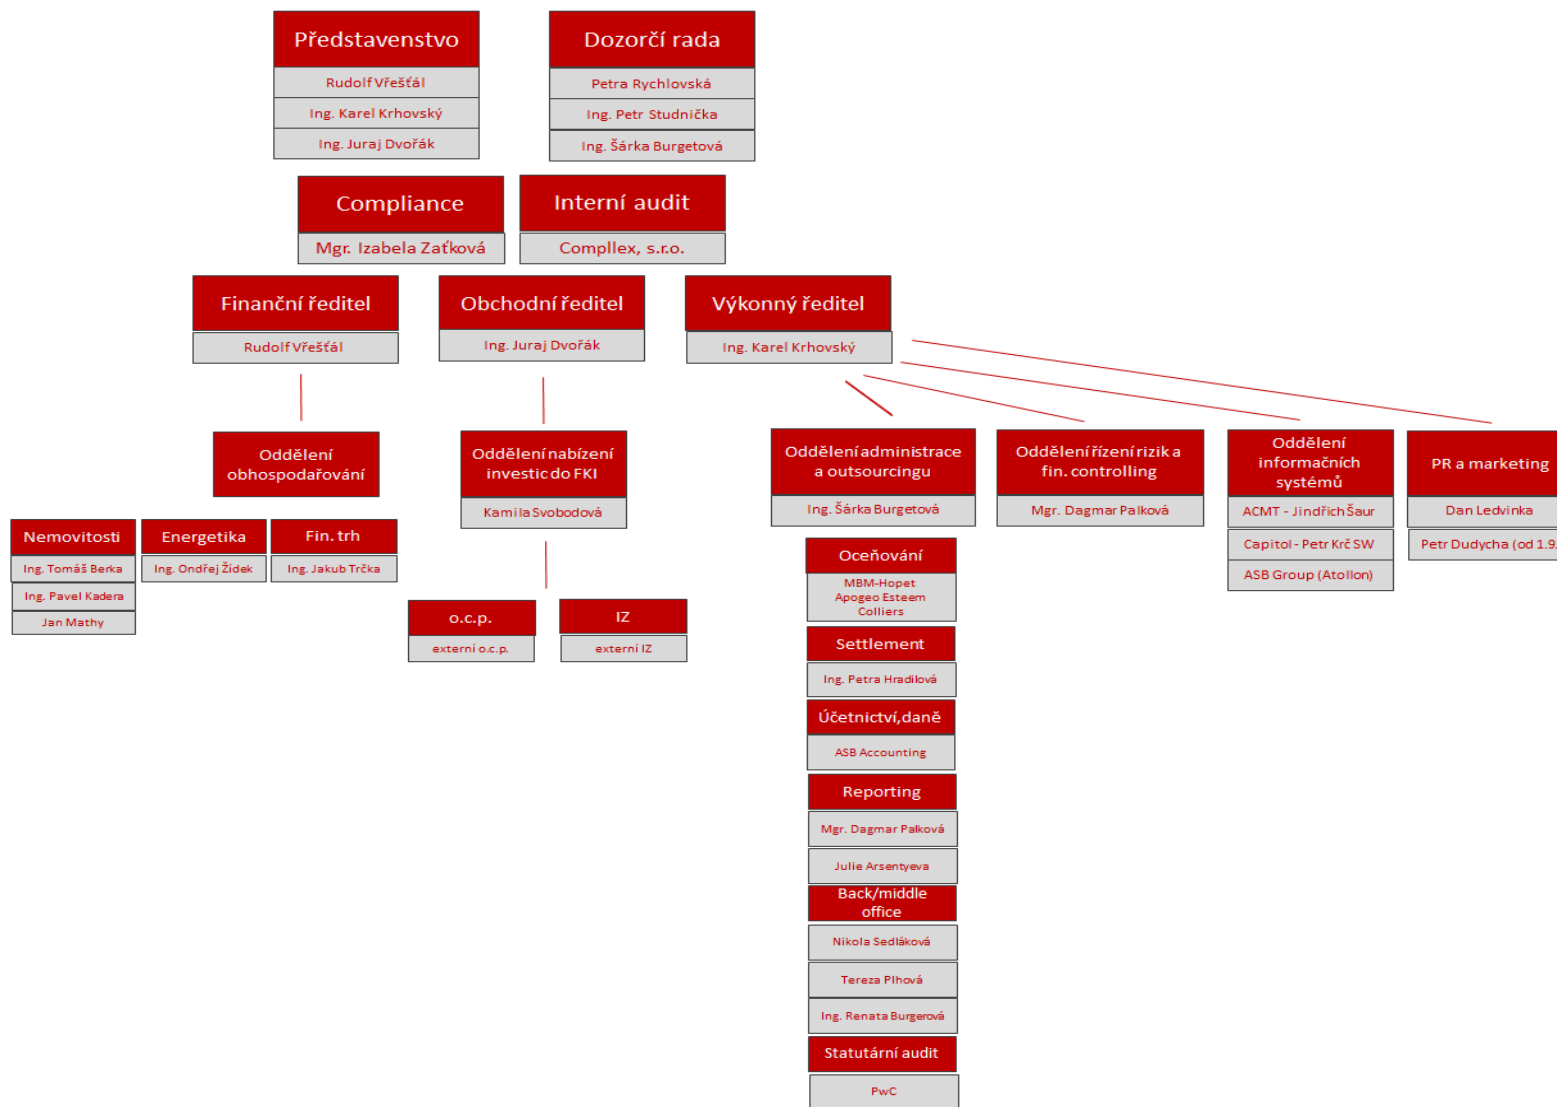 Představenstvo
Rudolf Vřešťál
Ing. Karel Krhovský
Ing. Juraj Dvořák
Dozorčí rada
Petra Rychlovská
Ing. Petr Studnička
Ing. Šárka Burgetová
Compliance
Mgr. Izabela Zaťková
Interní audit
Compllex, s.r.o.
Finanční ředitel
Rudolf Vřešťál
Obchodní ředitel
Ing. Juraj Dvořák
Výkonný ředitel
Ing. Karel Krhovský
Oddělení
obhospodařování
Nemovitosti
Ing. Tomáš Berka
Ing. Pavel Kadera
Jan Mathy
Energetika
Ing. Ondřej Žídek
Fin. trh
Ing. Jakub Trčka
Oddělení nabízení
investic do FKI
Kamila Svobodová
o.c.p.
externí o.c.p.
IZ
externí IZ
Oddělení administrace
a outsourcingu
Ing. Šárka Burgetová
Oceňování
MBM-Hopet
Apogeo Esteem
Colliers
Settlement
Ing. Petra Hradilová
Účetnictví,daně
ASB Accounting
Reporting
Mgr. Dagmar Palková
Julie Arsentyeva
Back/middle
office
Nikola Sedláková
Tereza Plhová
Ing. Renata Burgerová
Statutární audit
PwC
Oddělení řízení rizik a
fin. controlling
Mgr. Dagmar Palková
Oddělení
informačních
systémů
ACMT - Jindřich Šaur
Capitol - Petr Krč SW
ASB Group (Atollon)
PR a marketing
Dan Ledvinka
Petr Dudycha (od 1.9.